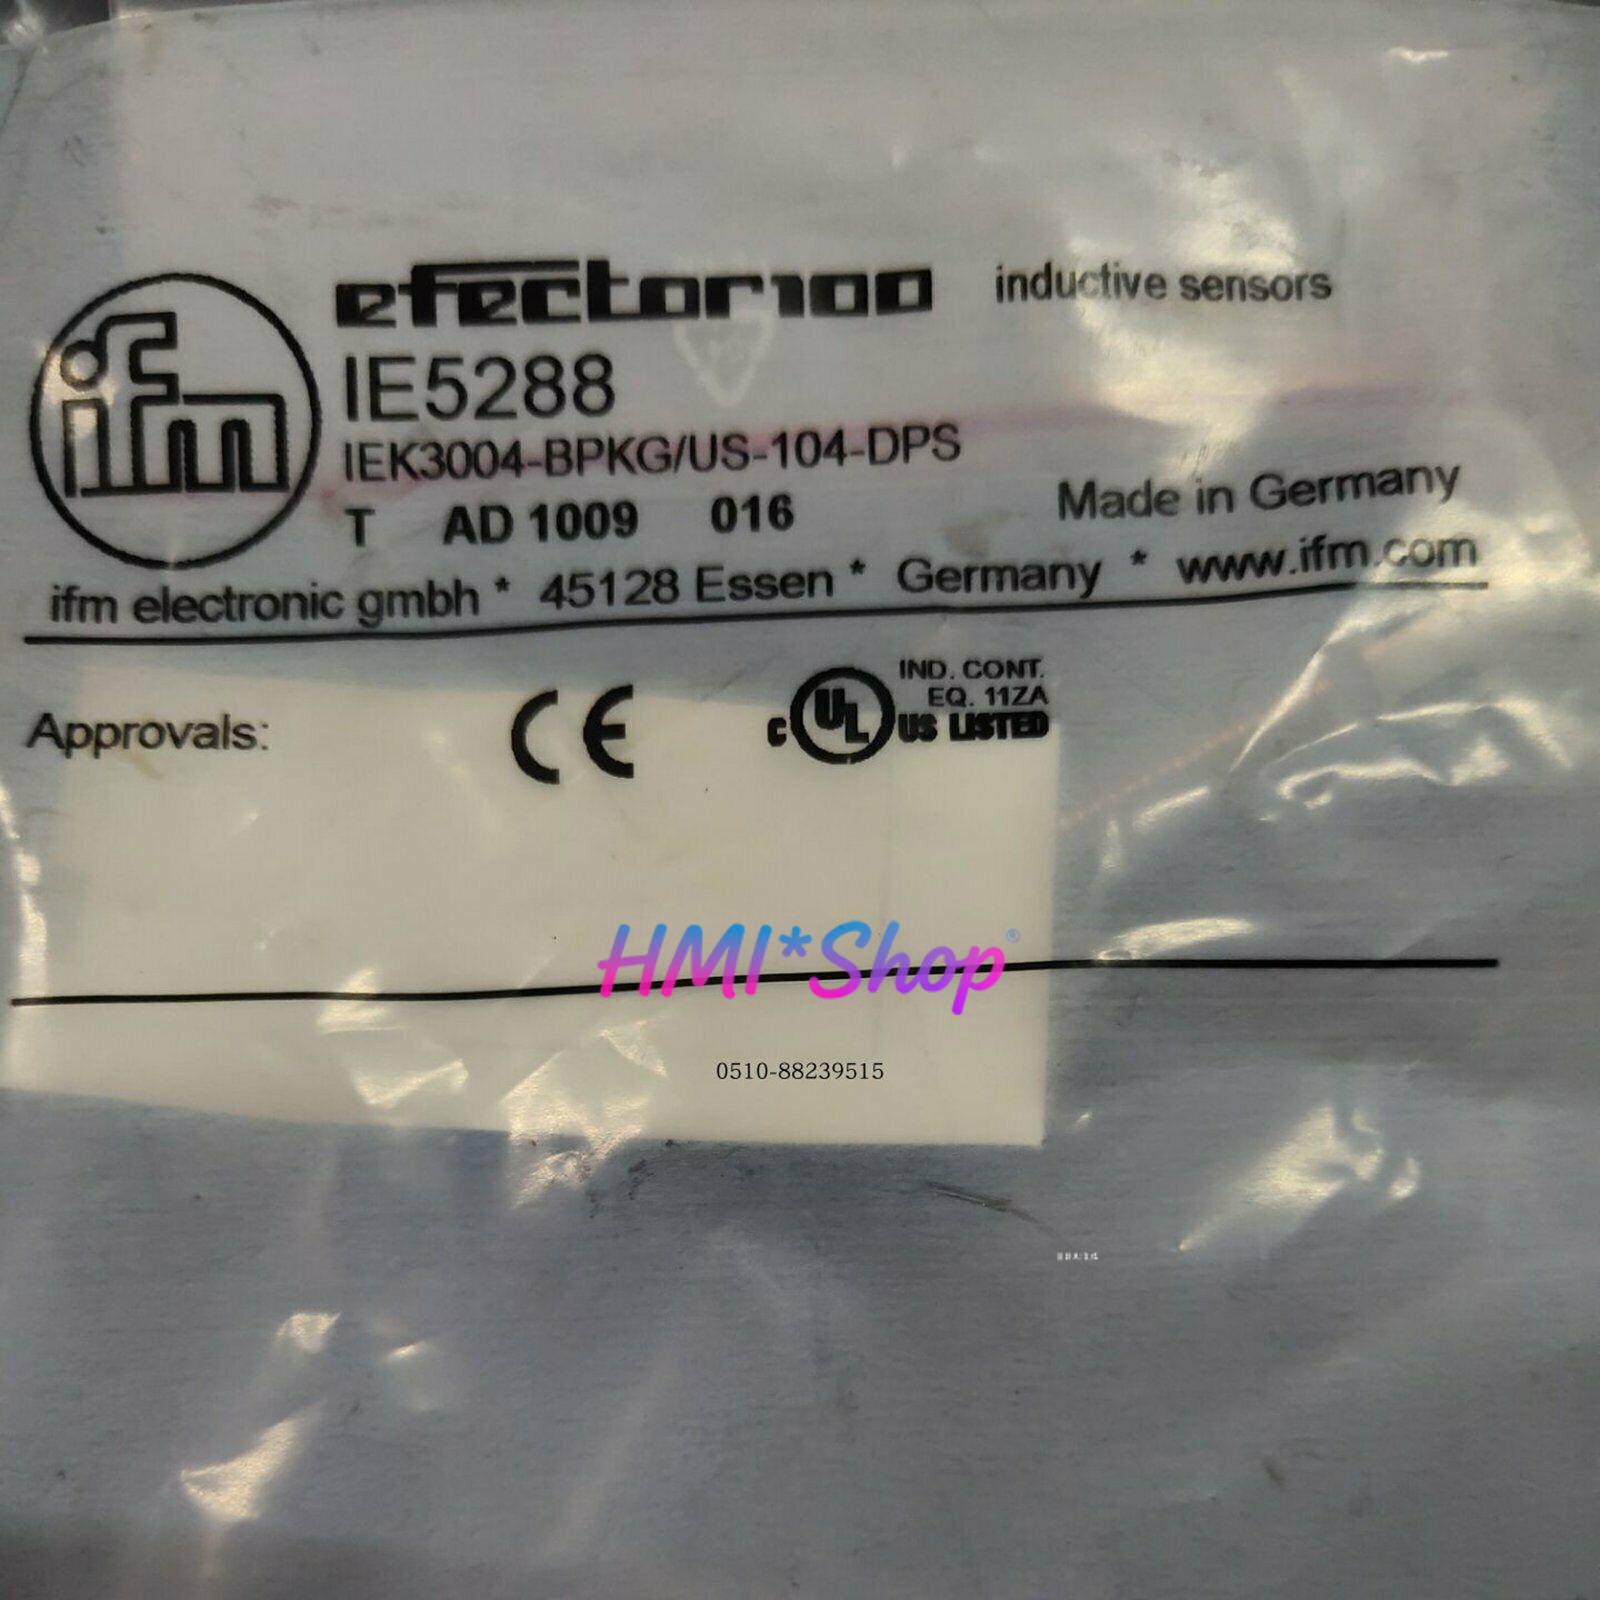 efector100 inductive sensors
ifm
IE5288
IEK3004-BPKG/US-104-DPS
T AD 1009 016
Made in Germany
ifm electronic gmbh * 45128 Essen * Germany * www.ifm.com
Approvals:
CE
c UL US LISTED
IND. CONT.
EQ. 11ZA
HMI*Shop®
0510-88239515